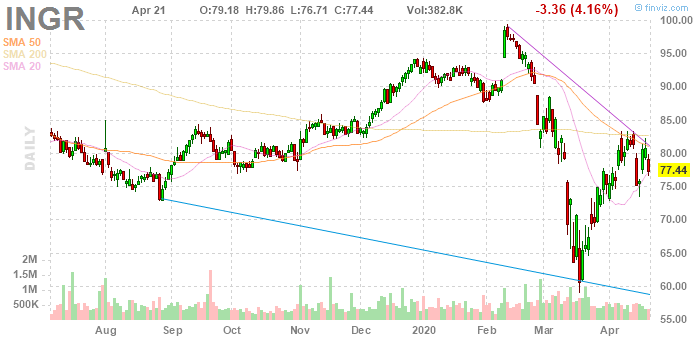 © finviz.com
INGR Apr 21 O:79.18 H:79.86 L:76.71 C:77.44 Vol:382.8K -3.36 (4.16%)
SMA 50
SMA 200
SMA 20
DAILY
100.00
95.00
90.00
85.00
80.00
77.44
75.00
70.00
65.00
60.00
55.00
2M
1.5M
1M
500K
Aug Sep Oct Nov Dec 2020 Feb Mar Apr